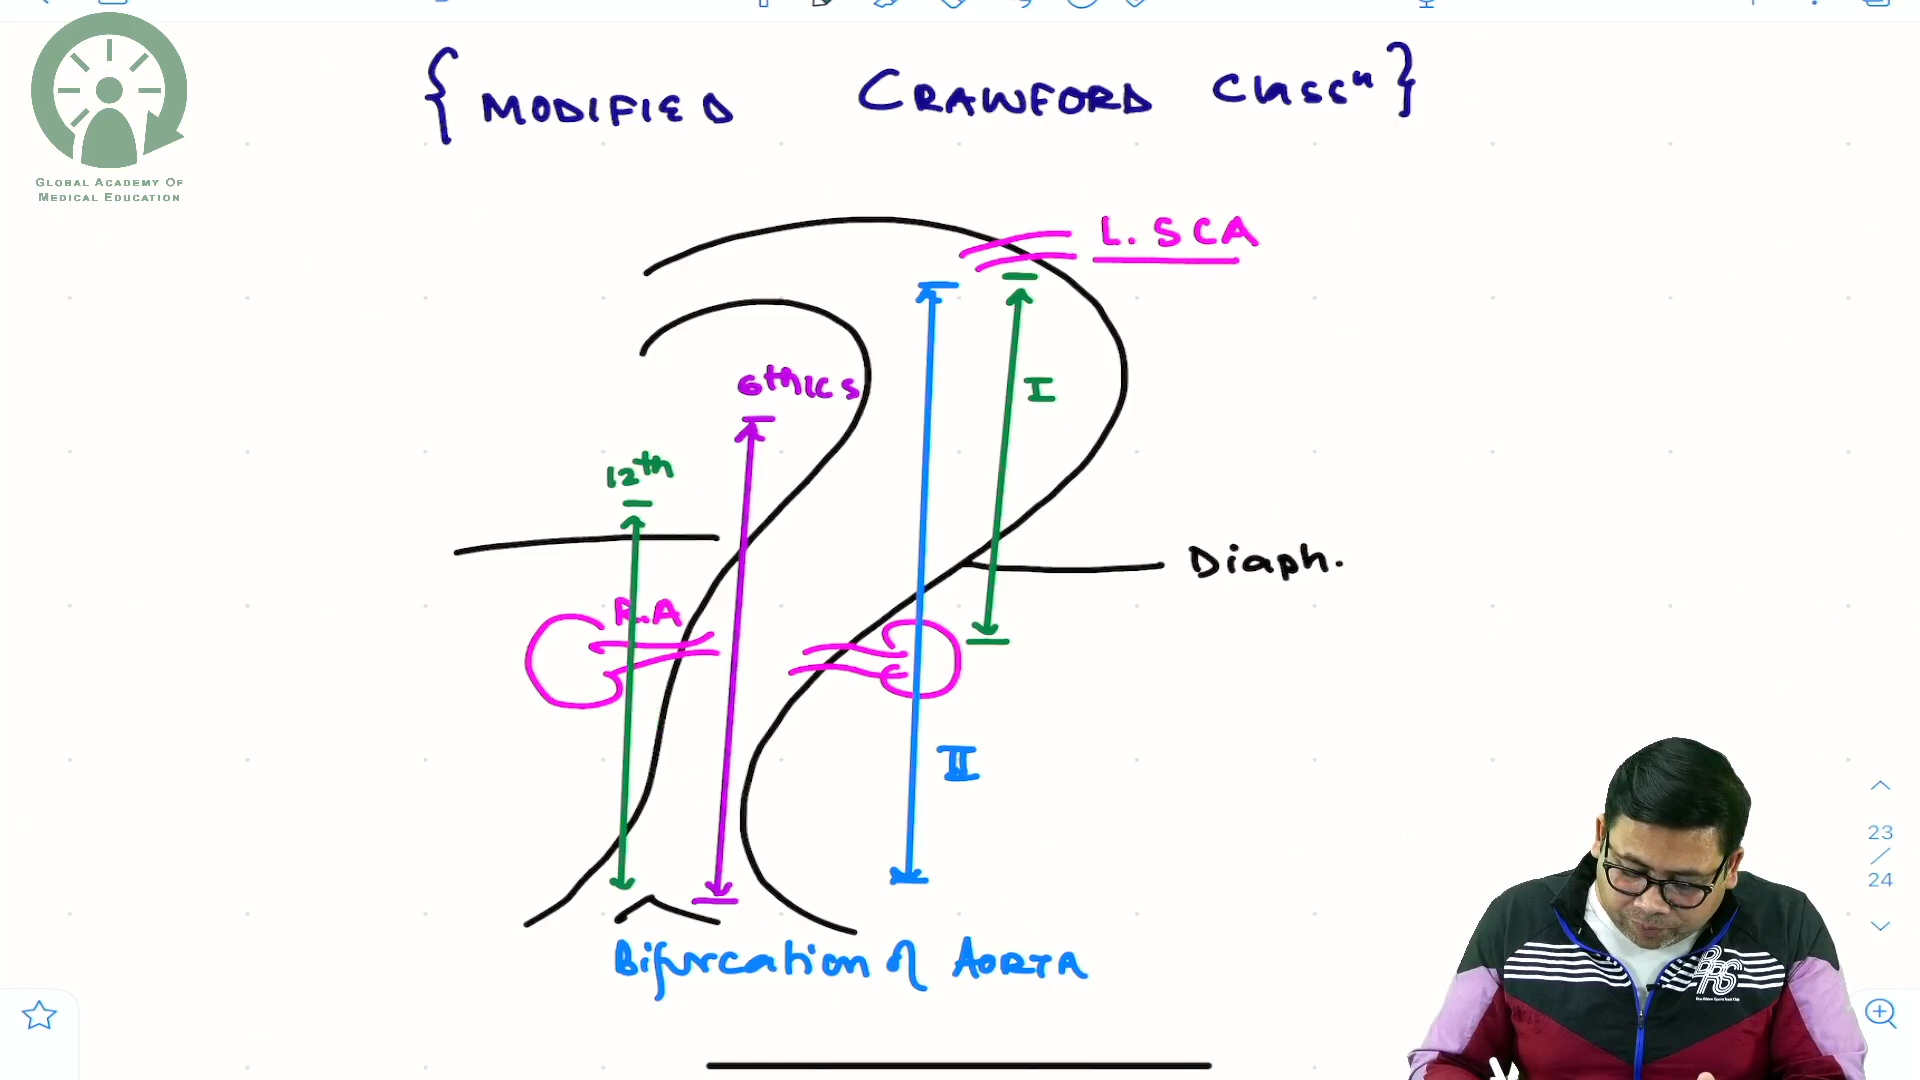 GLOBAL ACADEMY OF
MEDICAL EDUCATION
{ MODIFIED CRAWFORD Classⁿ }
L. SCA
6th ICS
I
12th
Diaph.
R.A
II
Bifurcation of AORTA
23
/
24
BRS